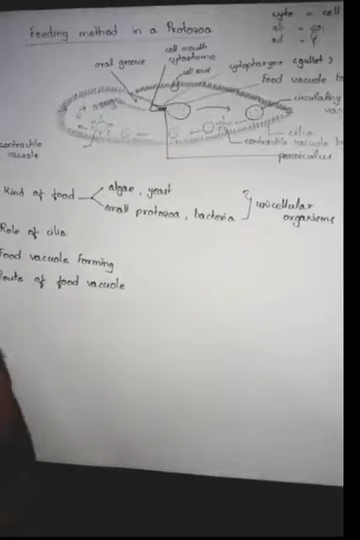 Feeding method in a Protozoa
cyte = cell
cell mouth
cytostome
oral groove
cytopharynx (gullet)
Food vacuole
circulating
cilia
contractile
vacuole
contractile vacuole
Kind of food
algae, yeast
small protozoa, bacteria
unicellular
organisms
Role of cilia
Food vacuole forming
Route of food vacuole